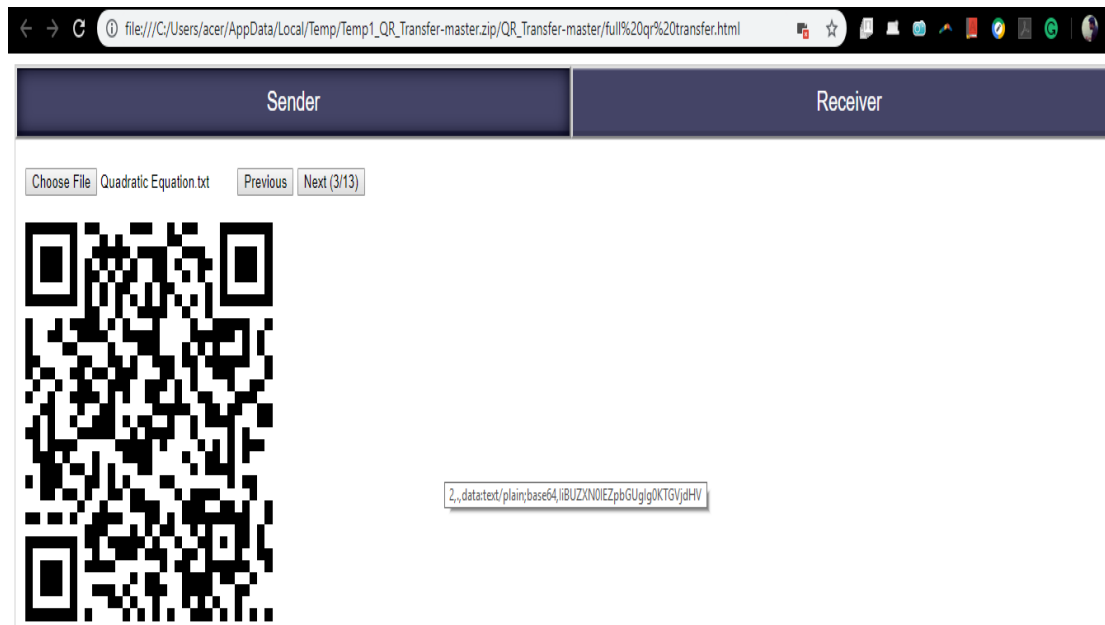 file:///C:/Users/acer/AppData/Local/Temp/Temp1_QR_Transfer-master.zip/QR_Transfer-master/full%20qr%20transfer.html
Sender Receiver
Choose File Quadratic Equation.txt Previous Next (3/13)
2,.,data:text/plain;base64,IiBUZXN0IEZpbGUgIg0KTGVjdHV